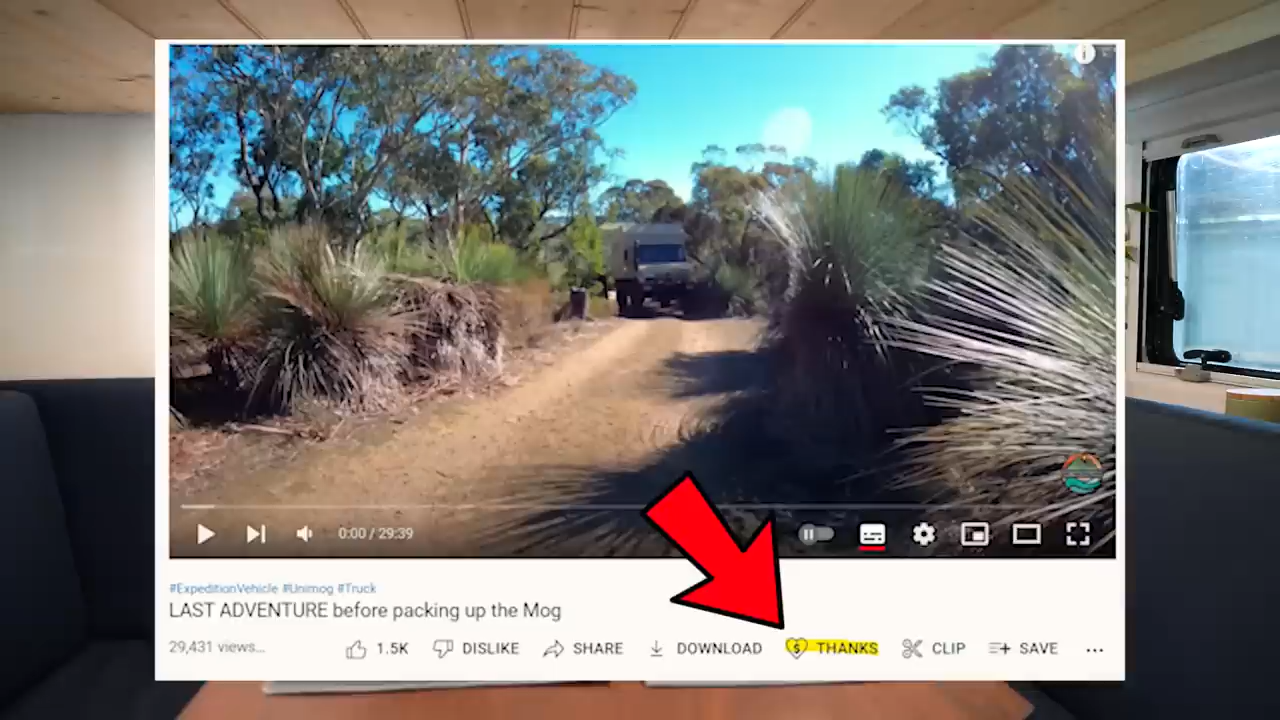 0:00 / 29:39
#ExpeditionVehicle #Unimog #Truck
LAST ADVENTURE before packing up the Mog
29,431 views...
1.5K DISLIKE SHARE DOWNLOAD THANKS CLIP SAVE ...